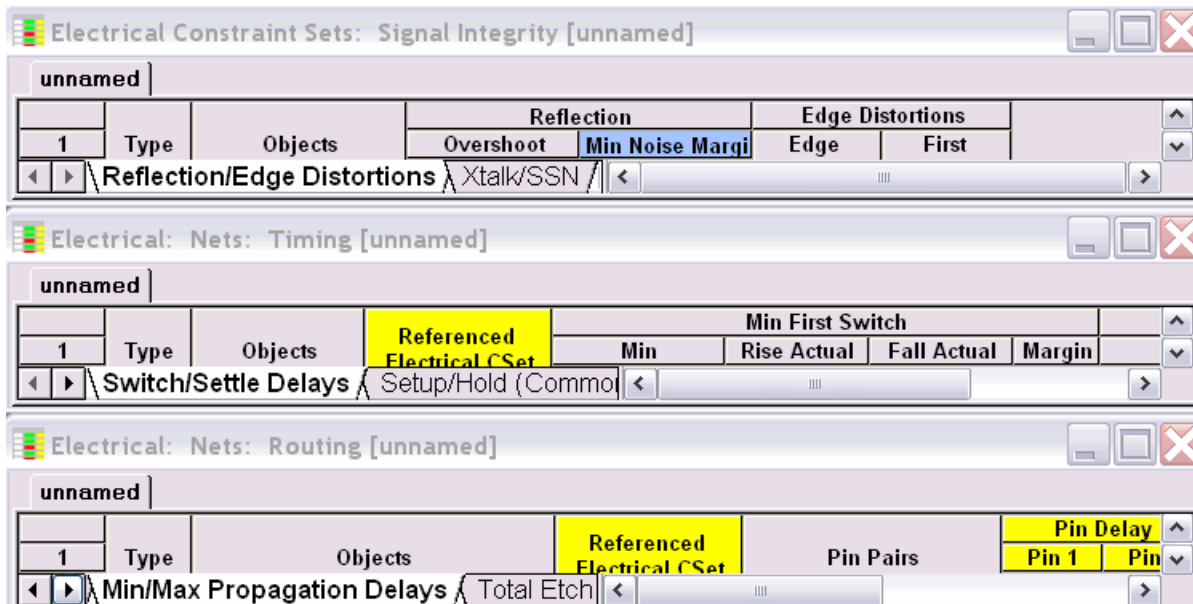 Electrical Constraint Sets: Signal Integrity [unnamed]
unnamed
Reflection Edge Distortions
1 Type Objects Overshoot Min Noise Margi Edge First
Reflection/Edge Distortions Xtalk/SSN
Electrical: Nets: Timing [unnamed]
unnamed
Referenced Min First Switch
1 Type Objects Electrical CSet Min Rise Actual Fall Actual Margin
Switch/Settle Delays Setup/Hold (Commo
Electrical: Nets: Routing [unnamed]
unnamed
Referenced Pin Delay
1 Type Objects Electrical CSet Pin Pairs Pin 1 Pin
Min/Max Propagation Delays Total Etch